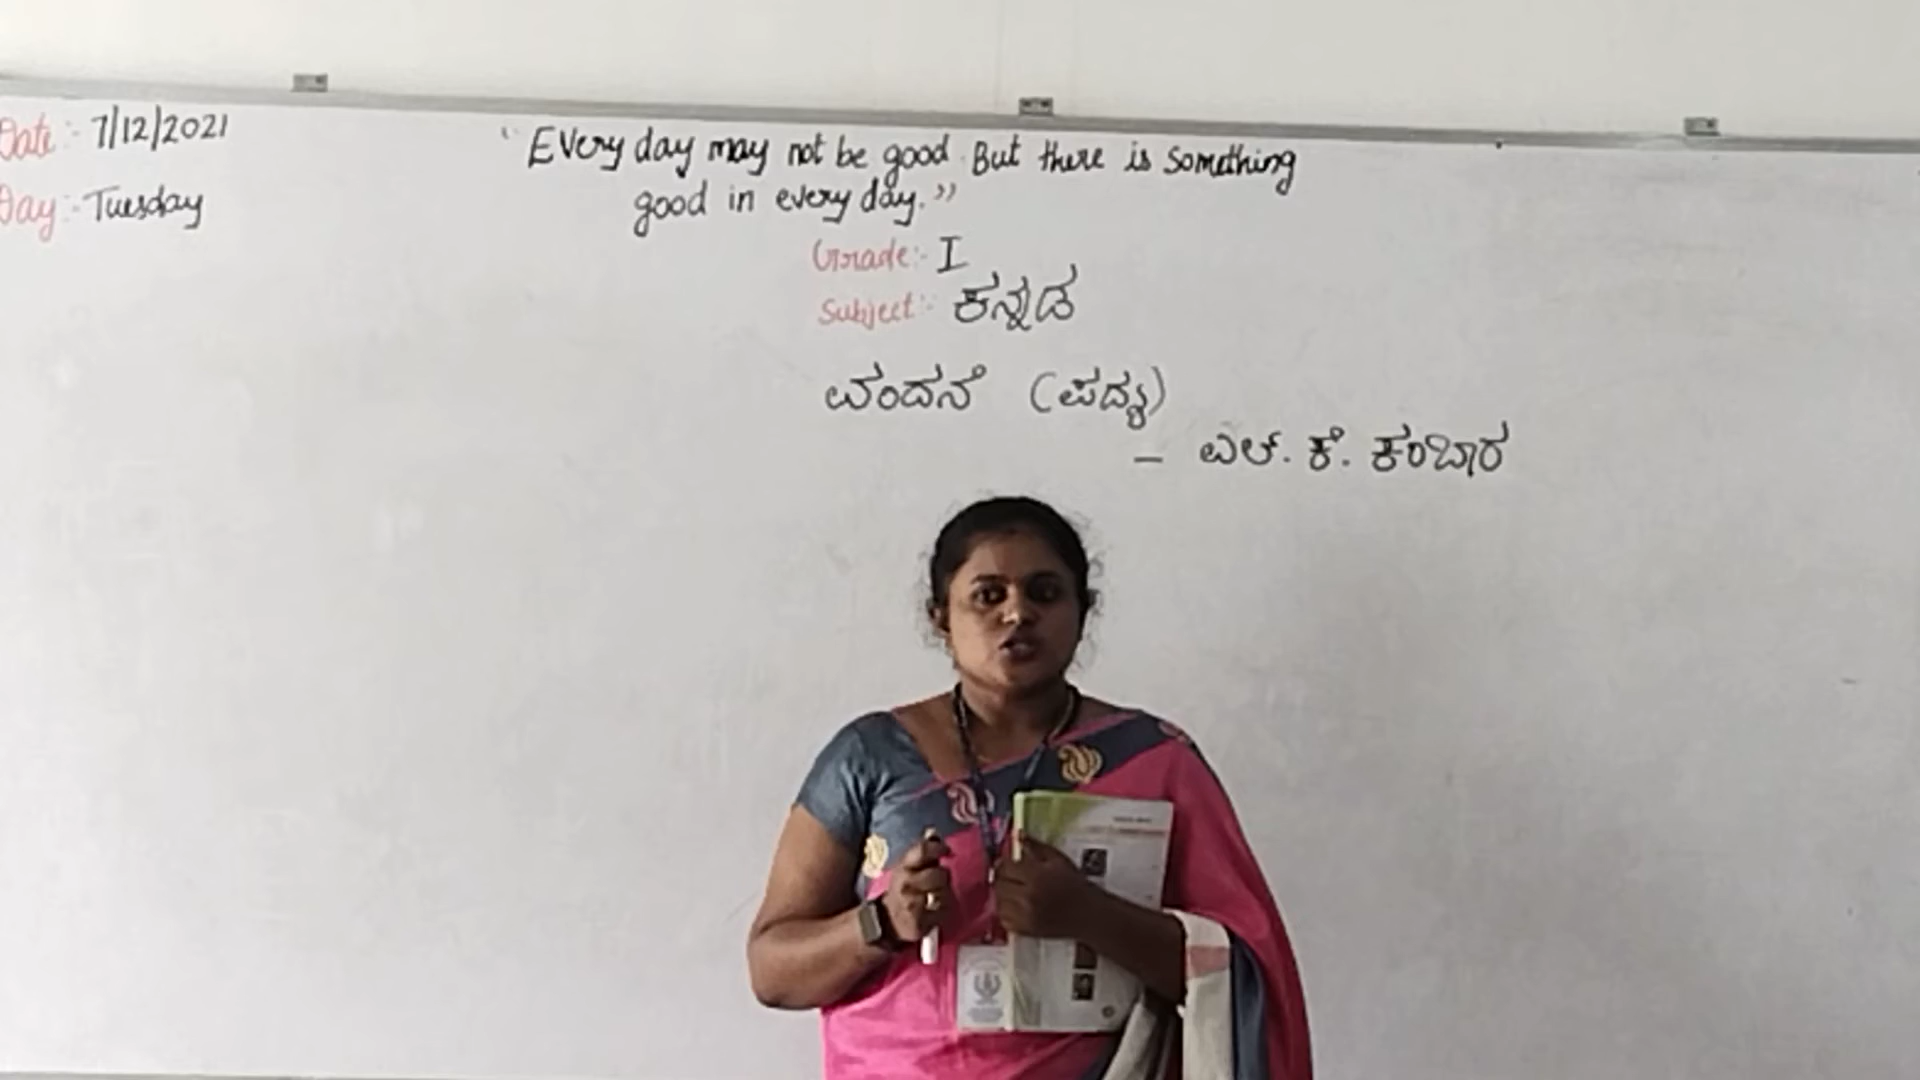 Date:- 7/12/2021
Day:- Tuesday
"Every day may not be good. But there is something
good in every day."
Grade:- I
Subject:- ಕನ್ನಡ
ವಂದನೆ (ಪದ್ಯ)
- ಎಲ್. ಕೆ. ಕಂಬಾರ